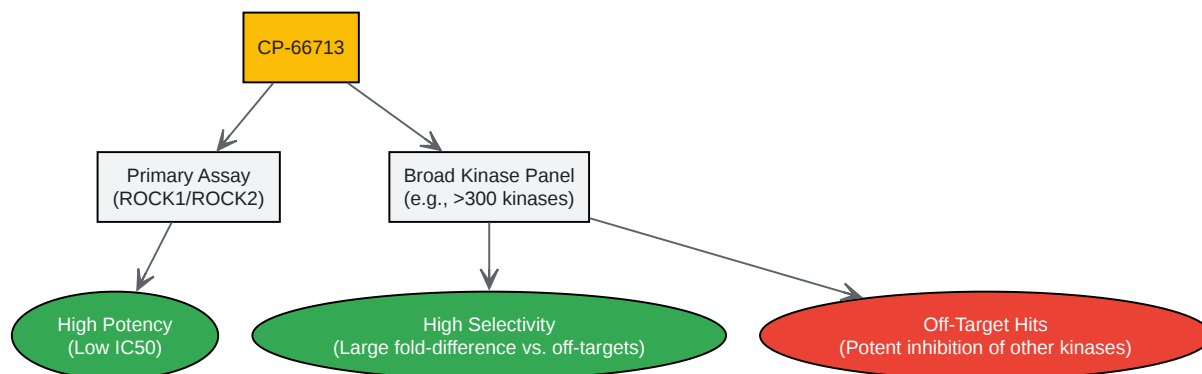 CP-66713
Primary Assay
(ROCK1/ROCK2)
Broad Kinase Panel
(e.g., >300 kinases)
High Potency
(Low IC50)
High Selectivity
(Large fold-difference vs. off-targets)
Off-Target Hits
(Potent inhibition of other kinases)